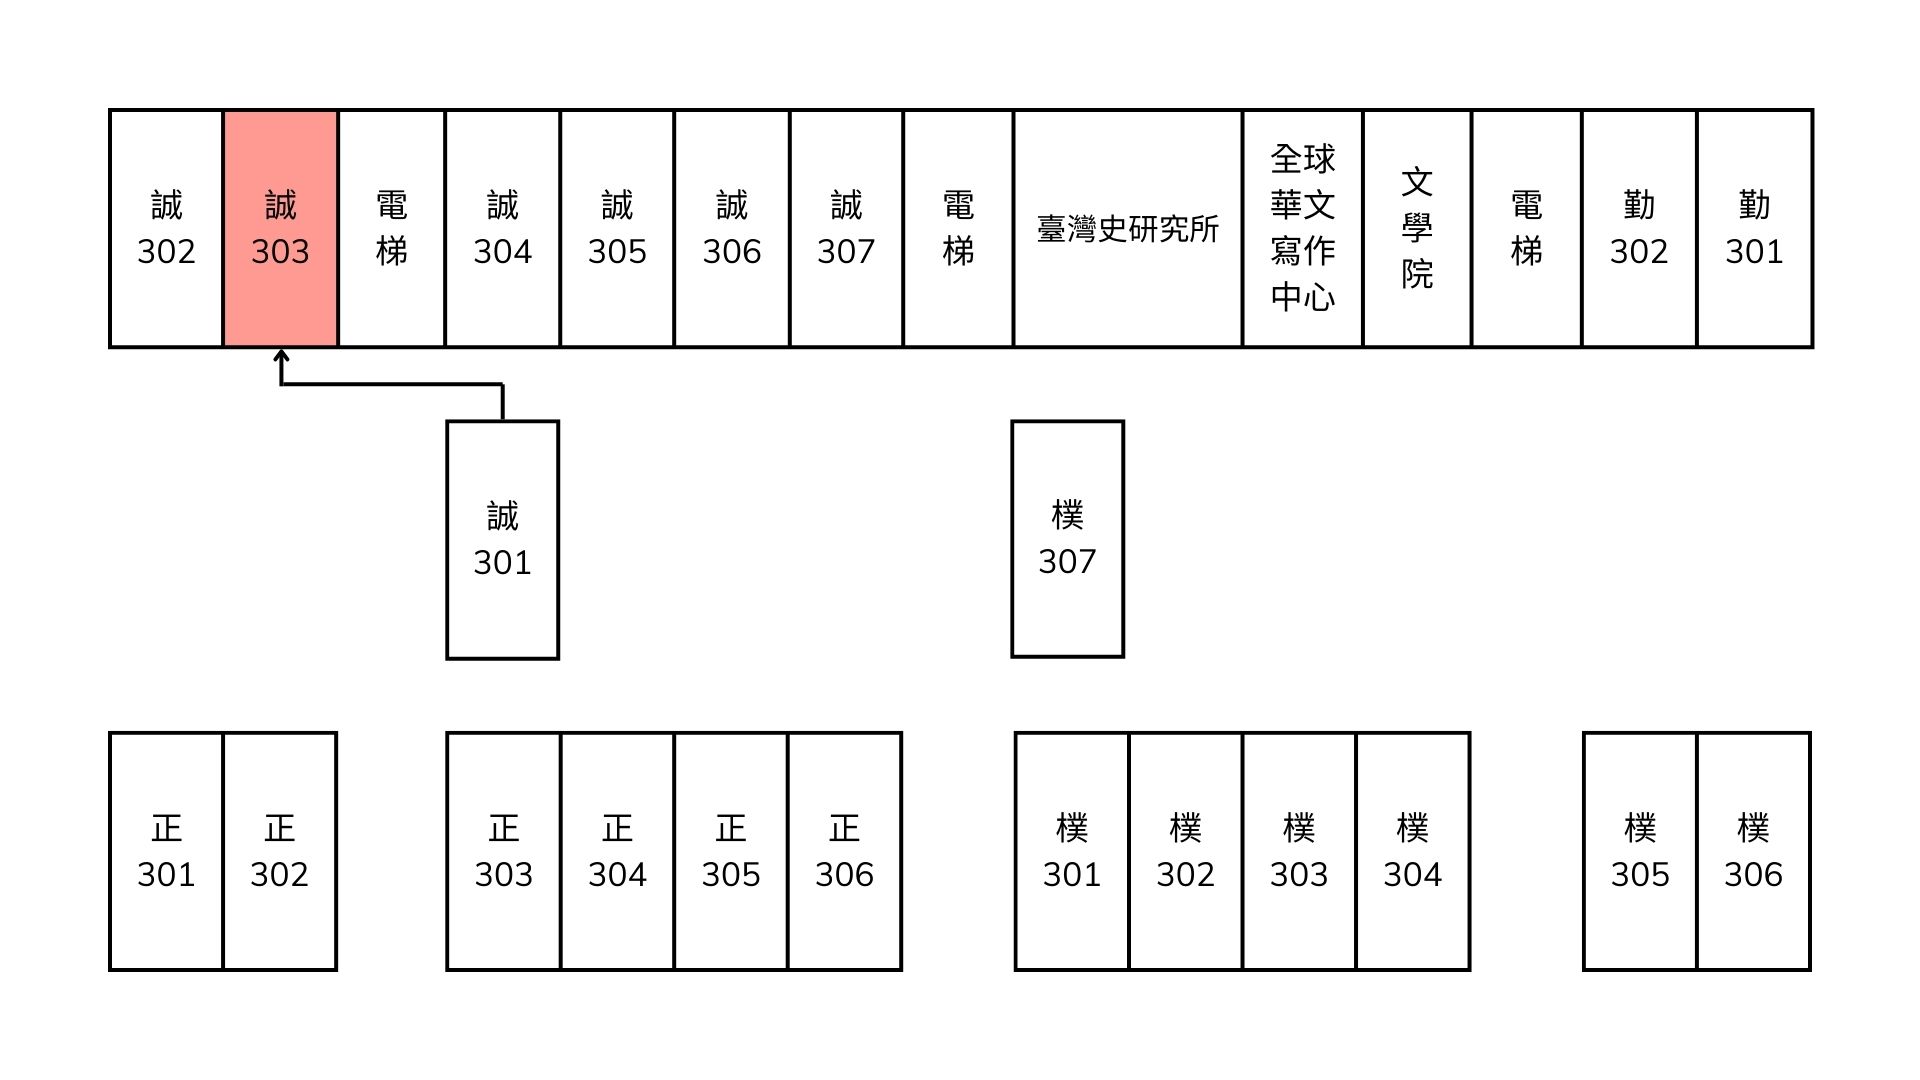 誠
302
誠
303
電
梯
誠
304
誠
305
誠
306
誠
307
電
梯
臺灣史研究所
全球
華文
寫作
中心
文
學
院
電
梯
勤
302
勤
301
誠
301
樸
307
正
301
正
302
正
303
正
304
正
305
正
306
樸
301
樸
302
樸
303
樸
304
樸
305
樸
306